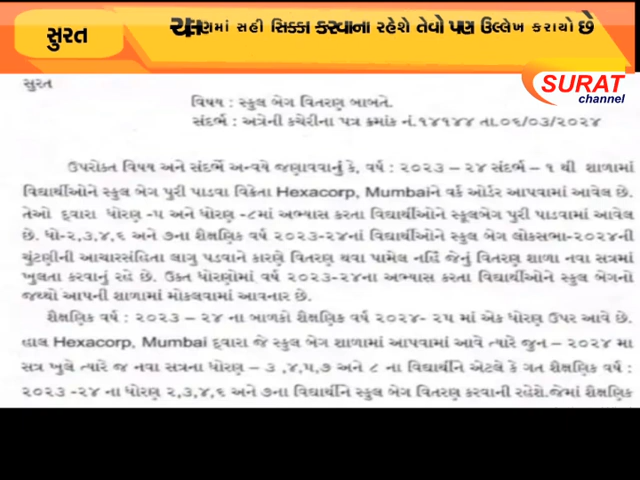 સુરત
ચલણમાં સહી સિક્કા કરવાના રહેશે તેવો પણ ઉલ્લેખ કરાયો છે
SURAT
channel
સુરત
વિષય : સ્કુલ બેગ વિતરણ બાબતે.
સંદર્ભ : અત્રેની કચેરીના પત્ર ક્રમાંક નં.૧૪૧૪૪ તા.૦૬/૦૩/૨૦૨૪
ઉપરોક્ત વિષય અને સંદર્ભે અન્વયે જણાવવાનું કે, વર્ષ : ૨૦૨૩ – ૨૪ સંદર્ભ – ૧ થી શાળામાં
વિદ્યાર્થીઓને સ્કુલ બેગ પુરી પાડવા વિક્રેતા Hexacorp, Mumbaiને વર્ક ઓર્ડર આપવામાં આવેલ છે.
તેઓ દ્વારા ધોરણ -૫ અને ધોરણ -૮માં અભ્યાસ કરતા વિદ્યાર્થીઓને સ્કૂલબેગ પુરી પાડવામાં આવેલ
છે. ધો-૨,૩,૪,૬ અને ૭ના શૈક્ષણિક વર્ષ ૨૦૨૩-૨૪નાં વિદ્યાર્થીઓને સ્કુલ બેગ લોકસભા-૨૦૨૪ની
ચુંટણીની આચારસંહિતા લાગુ પડવાને કારણે વિતરણ થવા પામેલ નહિં જેનું વિતરણ શાળા નવા સત્રમાં
ખુલતા કરવાનું રહે છે. ઉક્ત ધોરણોમાં વર્ષ ૨૦૨૩-૨૪ના અભ્યાસ કરતા વિદ્યાર્થીઓને સ્કુલ બેગનો
જથ્થો આપની શાળામાં મોકલવામાં આવનાર છે.
શૈક્ષણિક વર્ષ : ૨૦૨૩ – ૨૪ ના બાળકો શૈક્ષણિક વર્ષ ૨૦૨૪- ૨૫ માં એક ધોરણ ઉપર આવે છે.
હાલ Hexacorp, Mumbai દ્વારા જે સ્કુલ બેગ શાળામાં આપવામાં આવે ત્યારે જુન – ૨૦૨૪ મા
સત્ર ખુલે ત્યારે જ નવા સત્રના ધોરણ – ૩ ,૪,૫,૭ અને ૮ ના વિદ્યાર્થીને એટલે કે ગત શૈક્ષણિક વર્ષ :
૨૦૨૩ -૨૪ ના ધોરણ ૨,૩,૪,૬ અને ૭ના વિદ્યાર્થીને સ્કુલ બેગ વિતરણ કરવાની રહેશે.જેમાં શૈક્ષણિક